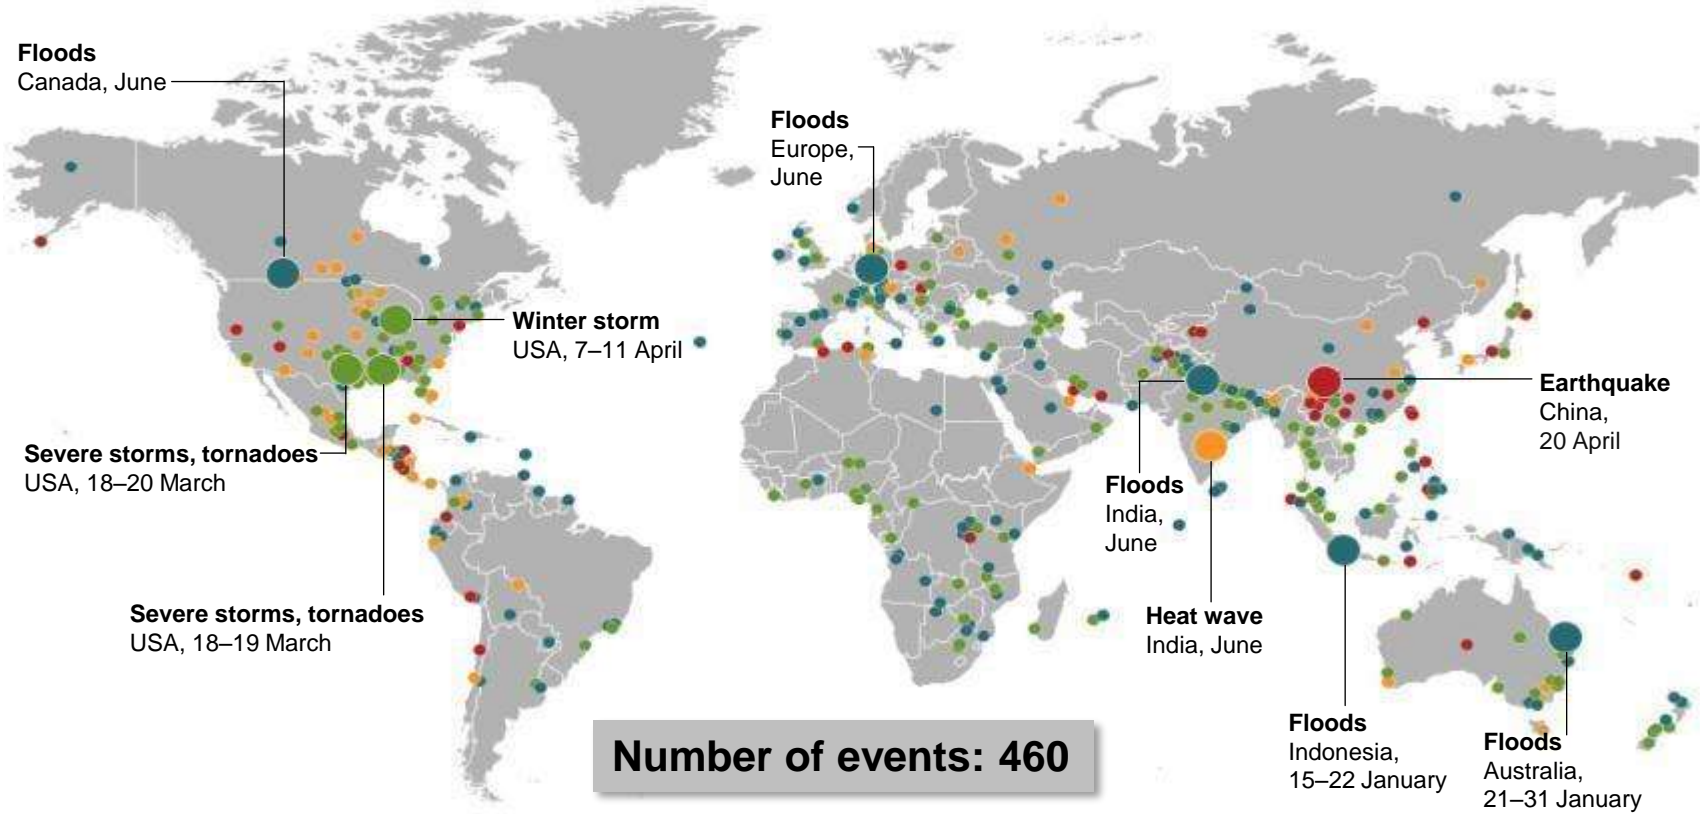 Floods
Canada, June
Floods
Europe,
June
Winter storm
USA, 7–11 April
Earthquake
China,
20 April
Severe storms, tornadoes
USA, 18–20 March
Floods
India,
June
Severe storms, tornadoes
USA, 18–19 March
Heat wave
India, June
Floods
Indonesia,
15–22 January
Floods
Australia,
21–31 January
Number of events: 460